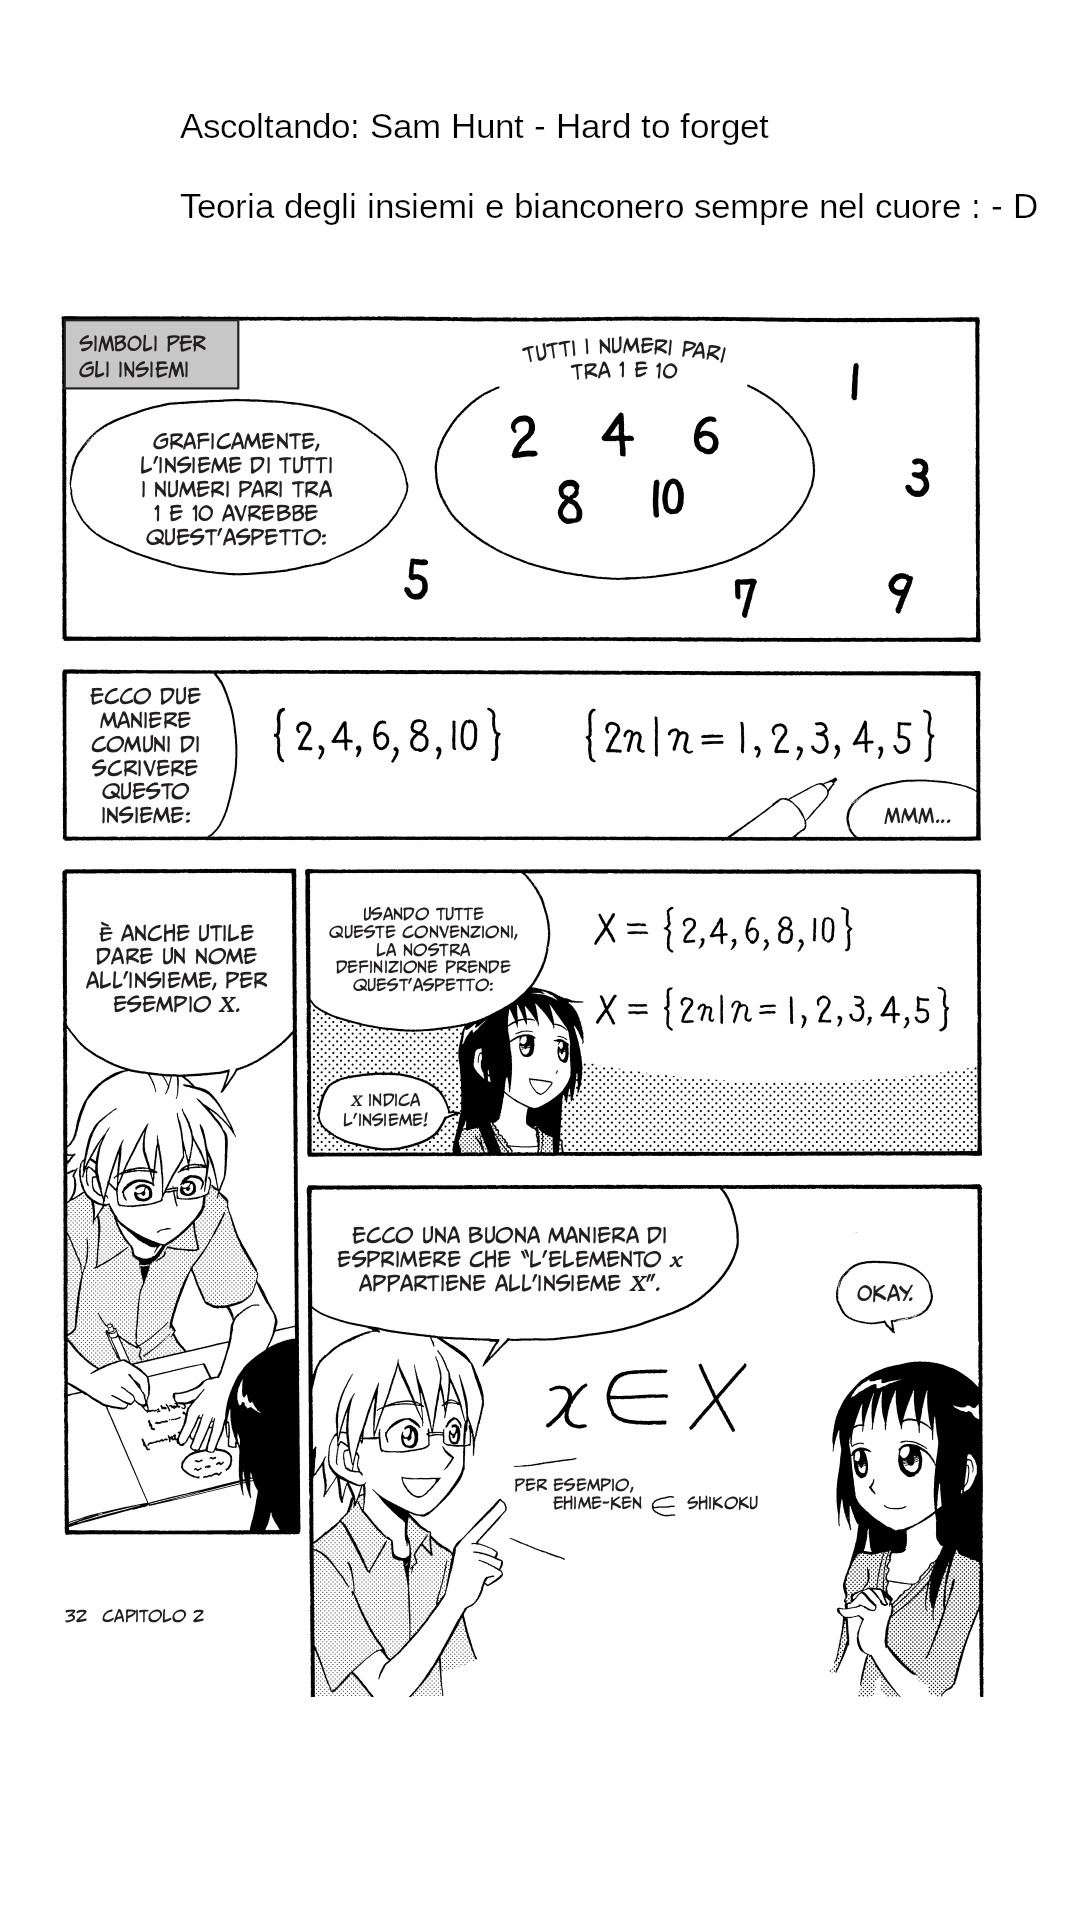 Ascoltando: Sam Hunt - Hard to forget
Teoria degli insiemi e bianconero sempre nel cuore : - D
SIMBOLI PER
GLI INSIEMI
GRAFICAMENTE,
L'INSIEME DI TUTTI
I NUMERI PARI TRA
1 E 10 AVREBBE
QUEST'ASPETTO:
TUTTI I NUMERI PARI
TRA 1 E 10
2 4 6
8 10
1
3
5
7
9
ECCO DUE
MANIERE
COMUNI DI
SCRIVERE
QUESTO
INSIEME:
{2,4,6,8,10}
{2n|n=1,2,3,4,5}
MMM...
È ANCHE UTILE
DARE UN NOME
ALL'INSIEME, PER
ESEMPIO X.
USANDO TUTTE
QUESTE CONVENZIONI,
LA NOSTRA
DEFINIZIONE PRENDE
QUEST'ASPETTO:
X = {2,4,6,8,10}
X = {2n|n=1,2,3,4,5}
X INDICA
L'INSIEME!
ECCO UNA BUONA MANIERA DI
ESPRIMERE CHE "L'ELEMENTO x
APPARTIENE ALL'INSIEME X".
OKAY.
x∈X
PER ESEMPIO,
EHIME-KEN ∈ SHIKOKU
32 CAPITOLO 2